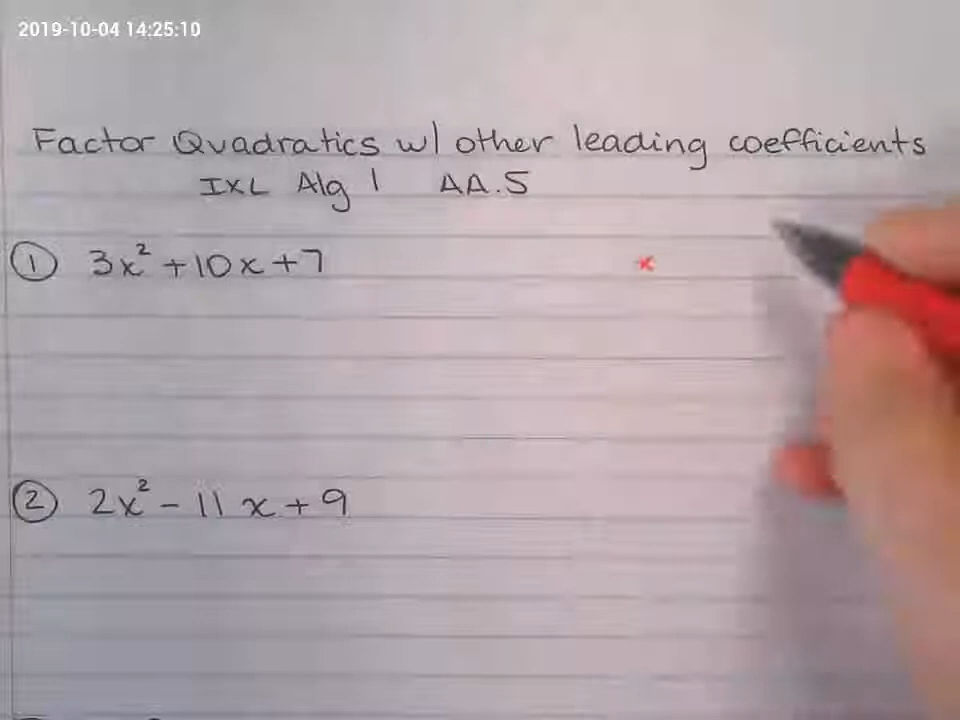 2019-10-04 14:25:10
Factor Quadratics w/ other leading coefficients
IXL Alg 1 AA.5
① 3x² + 10x + 7
×
② 2x² - 11x + 9